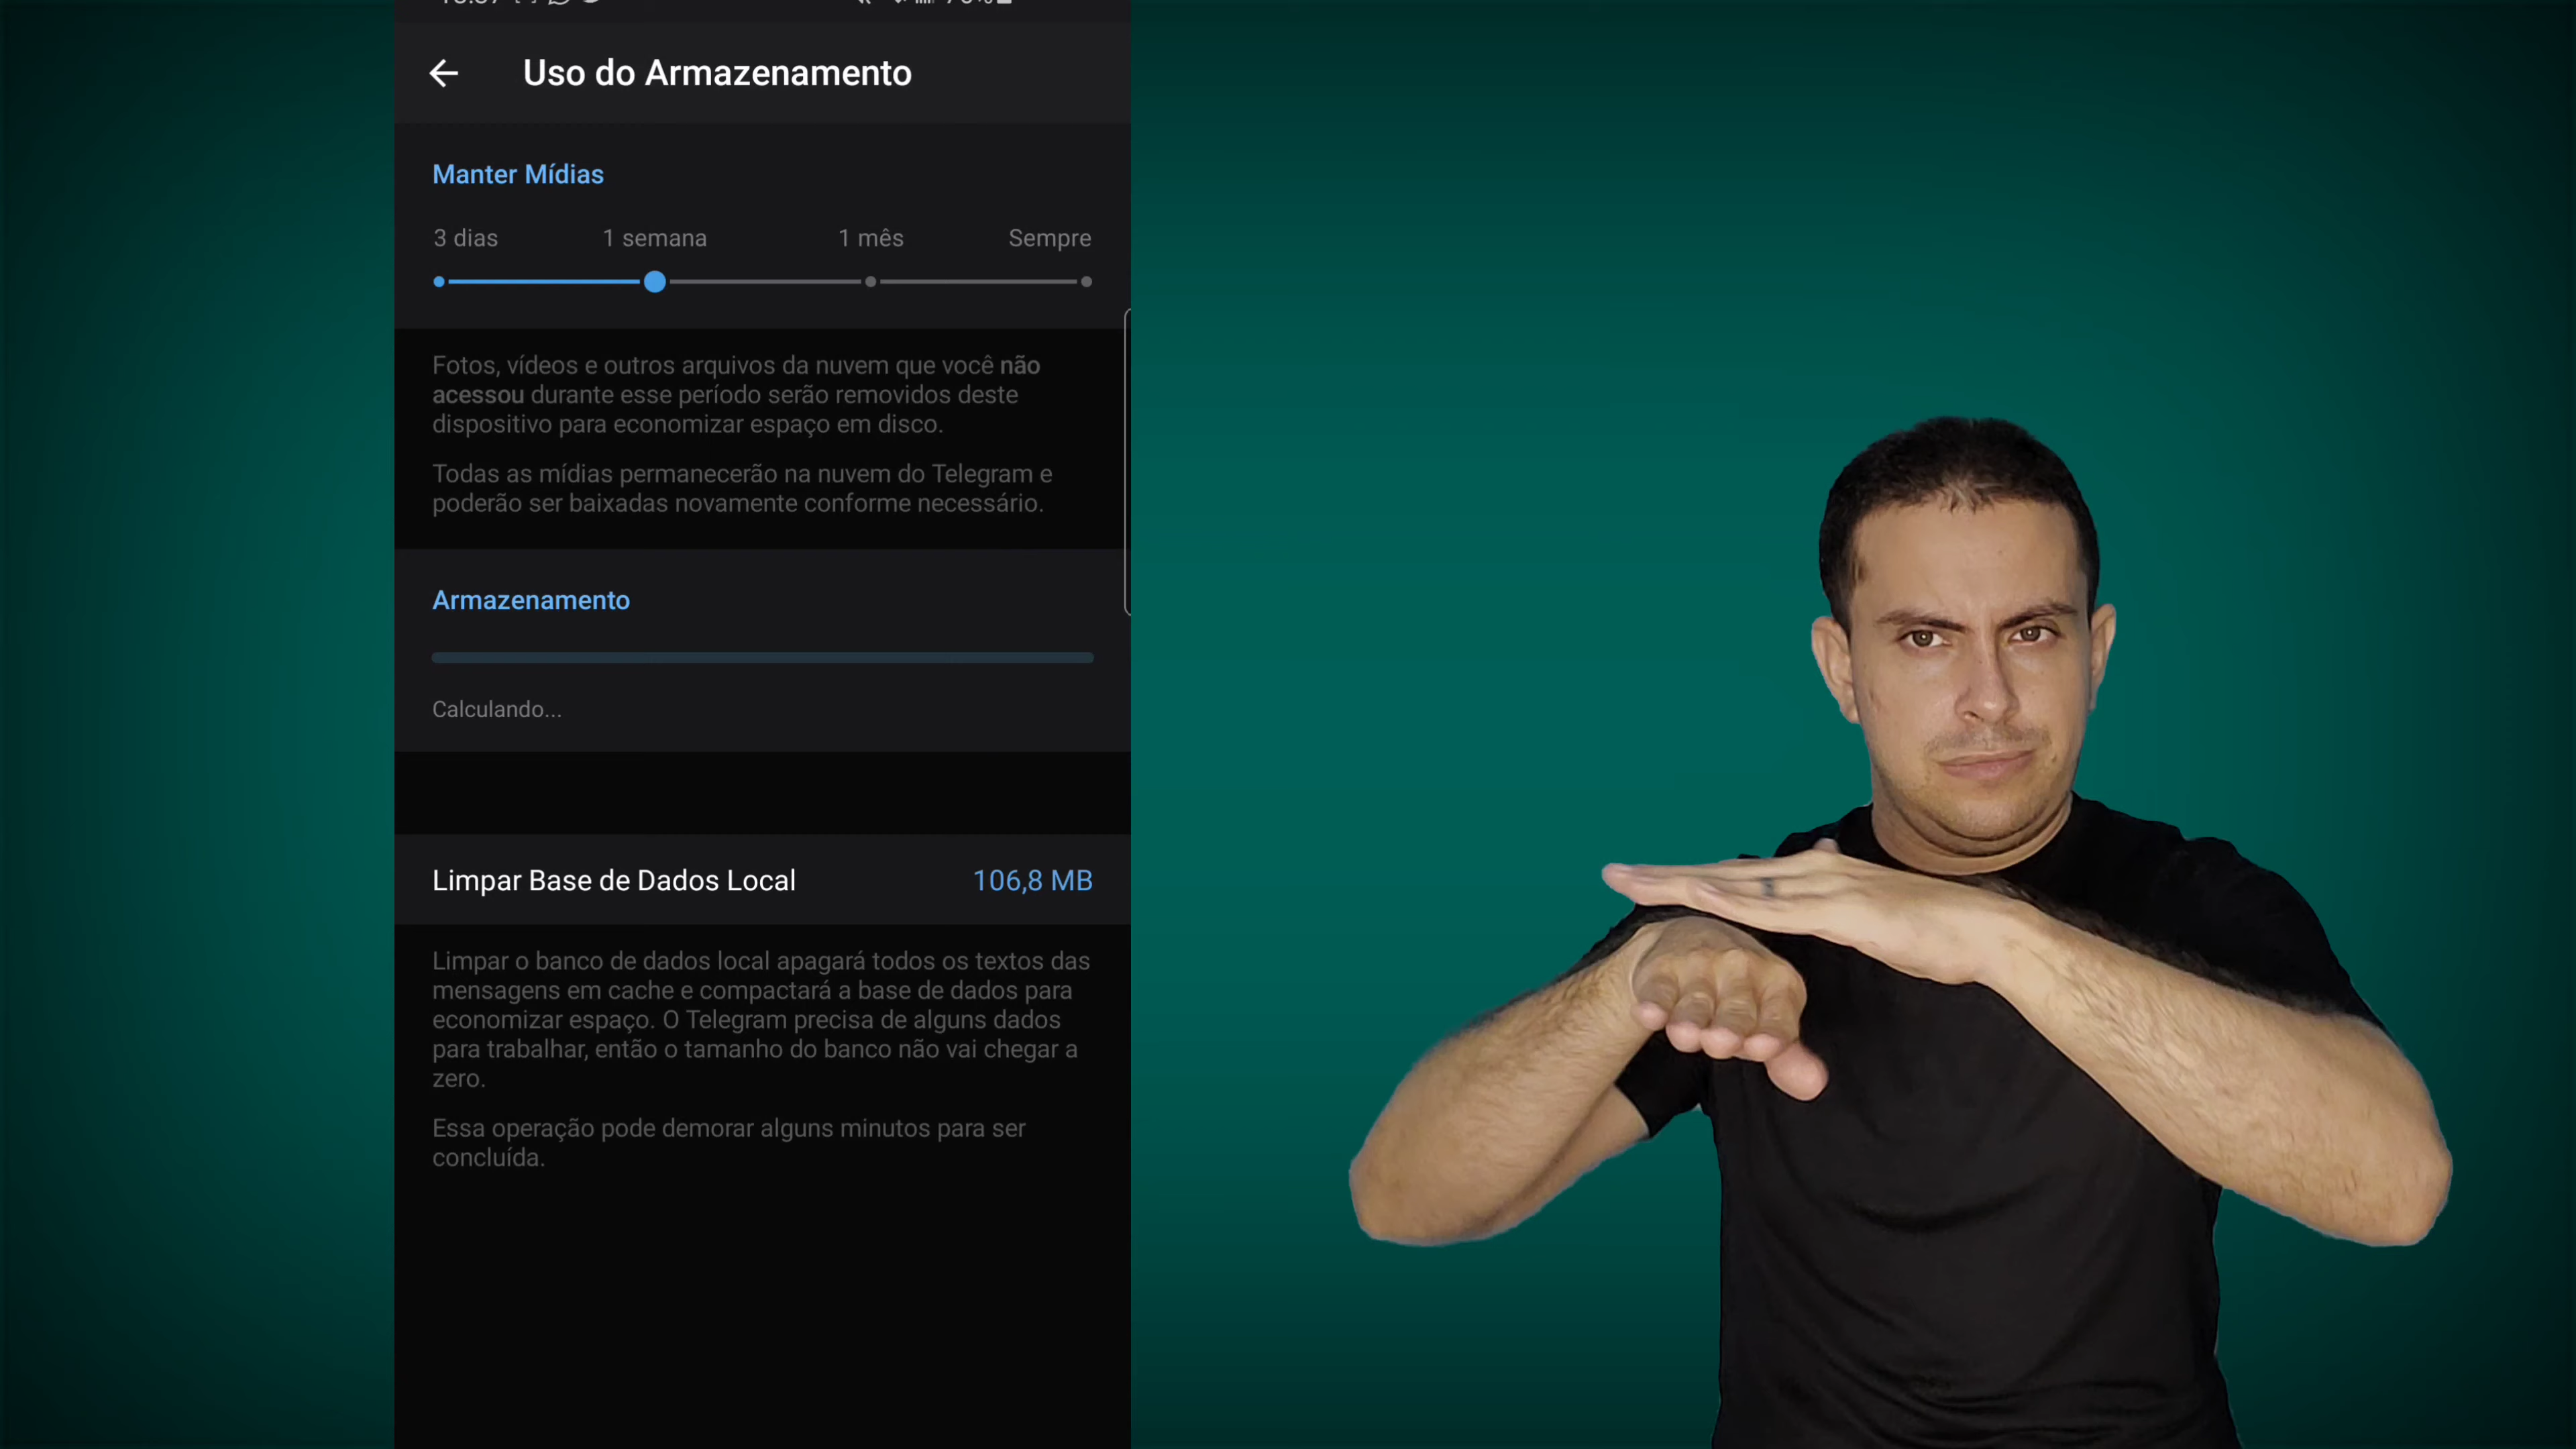 Uso do Armazenamento
Manter Mídias
3 dias 1 semana 1 mês Sempre
Fotos, vídeos e outros arquivos da nuvem que você não
acessou durante esse período serão removidos deste
dispositivo para economizar espaço em disco.
Todas as mídias permanecerão na nuvem do Telegram e
poderão ser baixadas novamente conforme necessário.
Armazenamento
Calculando...
Limpar Base de Dados Local 106,8 MB
Limpar o banco de dados local apagará todos os textos das
mensagens em cache e compactará a base de dados para
economizar espaço. O Telegram precisa de alguns dados
para trabalhar, então o tamanho do banco não vai chegar a
zero.
Essa operação pode demorar alguns minutos para ser
concluída.